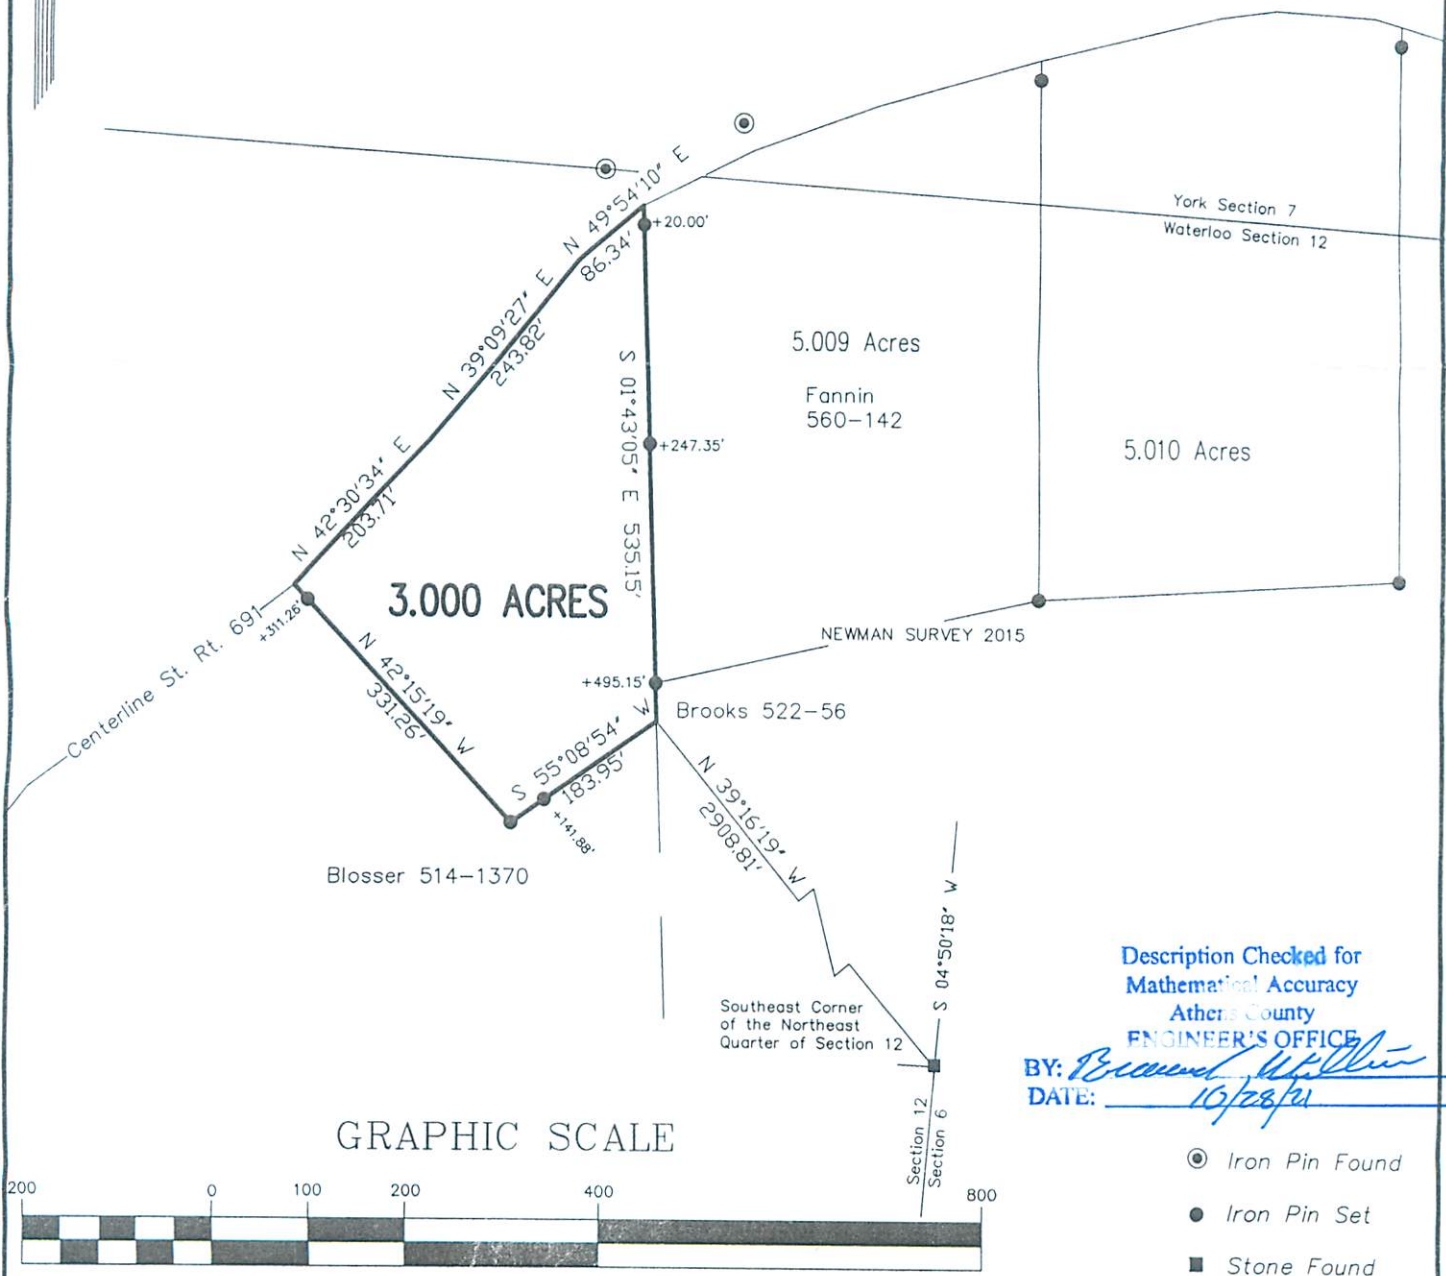 N 49°54'10" E
86.34'
York Section 7
Waterloo Section 12
+20.00'
N 39°09'27" E
243.82'
5.009 Acres
Fannin
560-142
S 01°43'05" E 535.15'
+247.35'
5.010 Acres
N 42°30'34" E
203.71'
3.000 ACRES
+311.26'
Centerline St. Rt. 691
NEWMAN SURVEY 2015
N 42°15'19" W
331.26'
+495.15'
Brooks 522-56
S 55°08'54" W
183.95'
+141.88'
N 39°16'19" W
2908.81'
Blosser 514-1370
S 04°50'18" W
Southeast Corner
of the Northeast
Quarter of Section 12
Section 12
Section 6
Description Checked for
Mathematical Accuracy
Athens County
ENGINEER'S OFFICE
BY:
DATE: 10/28/21
GRAPHIC SCALE
200 0 100 200 400 800
Iron Pin Found
Iron Pin Set
Stone Found